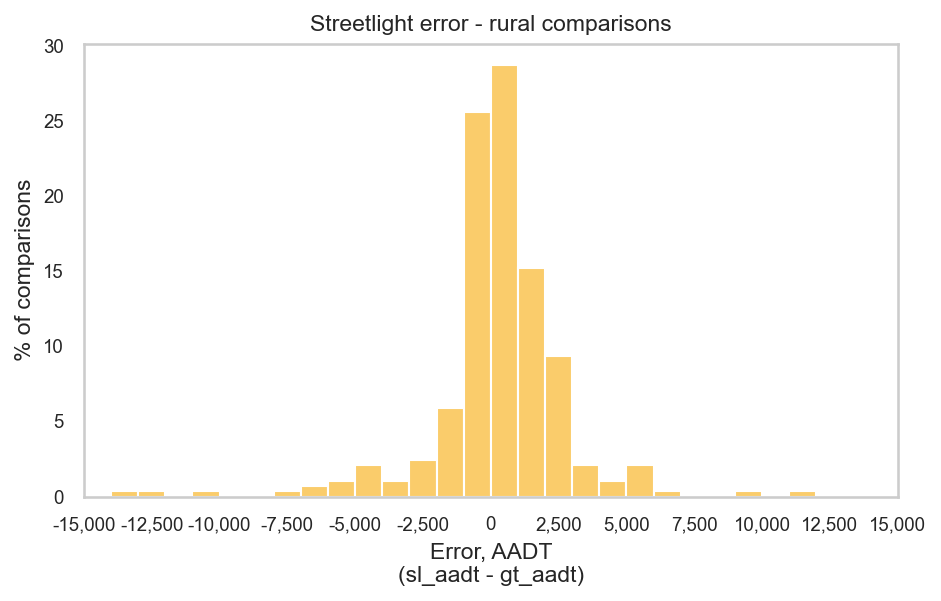 Streetlight error - rural comparisons
30
25
20
15
10
5
0
% of comparisons
-15,000 -12,500 -10,000 -7,500 -5,000 -2,500 0 2,500 5,000 7,500 10,000 12,500 15,000
Error, AADT
(sl_aadt - gt_aadt)